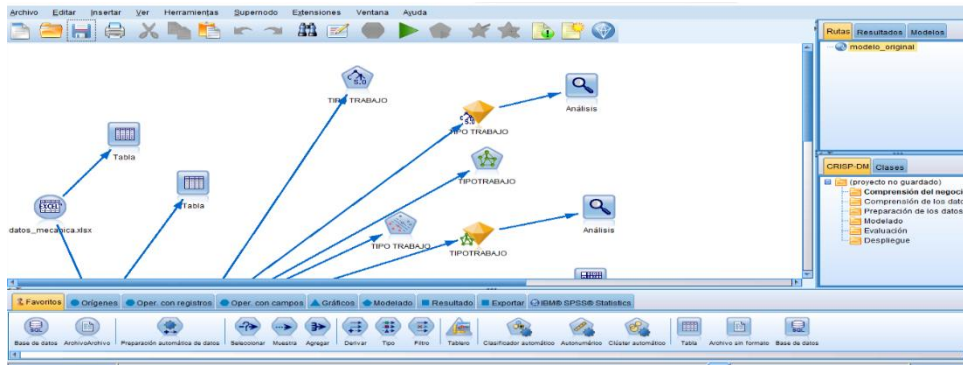 Archivo Editar Insertar Ver Herramientas Supernodo Extensiones Ventana Ayuda
Rutas Resultados Modelos
modelo_original
TIPO TRABAJO
Análisis
TIPO TRABAJO
Tabla
TIPOTRABAJO
Tabla
datos_mecanica.xlsx
TIPO TRABAJO
TIPOTRABAJO
Análisis
CRISP-DM Clases
(proyecto no guardado)
Comprensión del negoci
Comprensión de los dato
Preparación de los datos
Modelado
Evaluación
Despliegue
Favoritos Orígenes Oper. con registros Oper. con campos Gráficos Modelado Resultado Exportar IBM® SPSS® Statistics
Base de datos ArchivoArchivo Preparación automática de datos Seleccionar Muestra Agregar Derivar Tipo Filtro Tablero Clasificador automático Autonumérico Clúster automático Tabla Archivo sin formato Base de datos